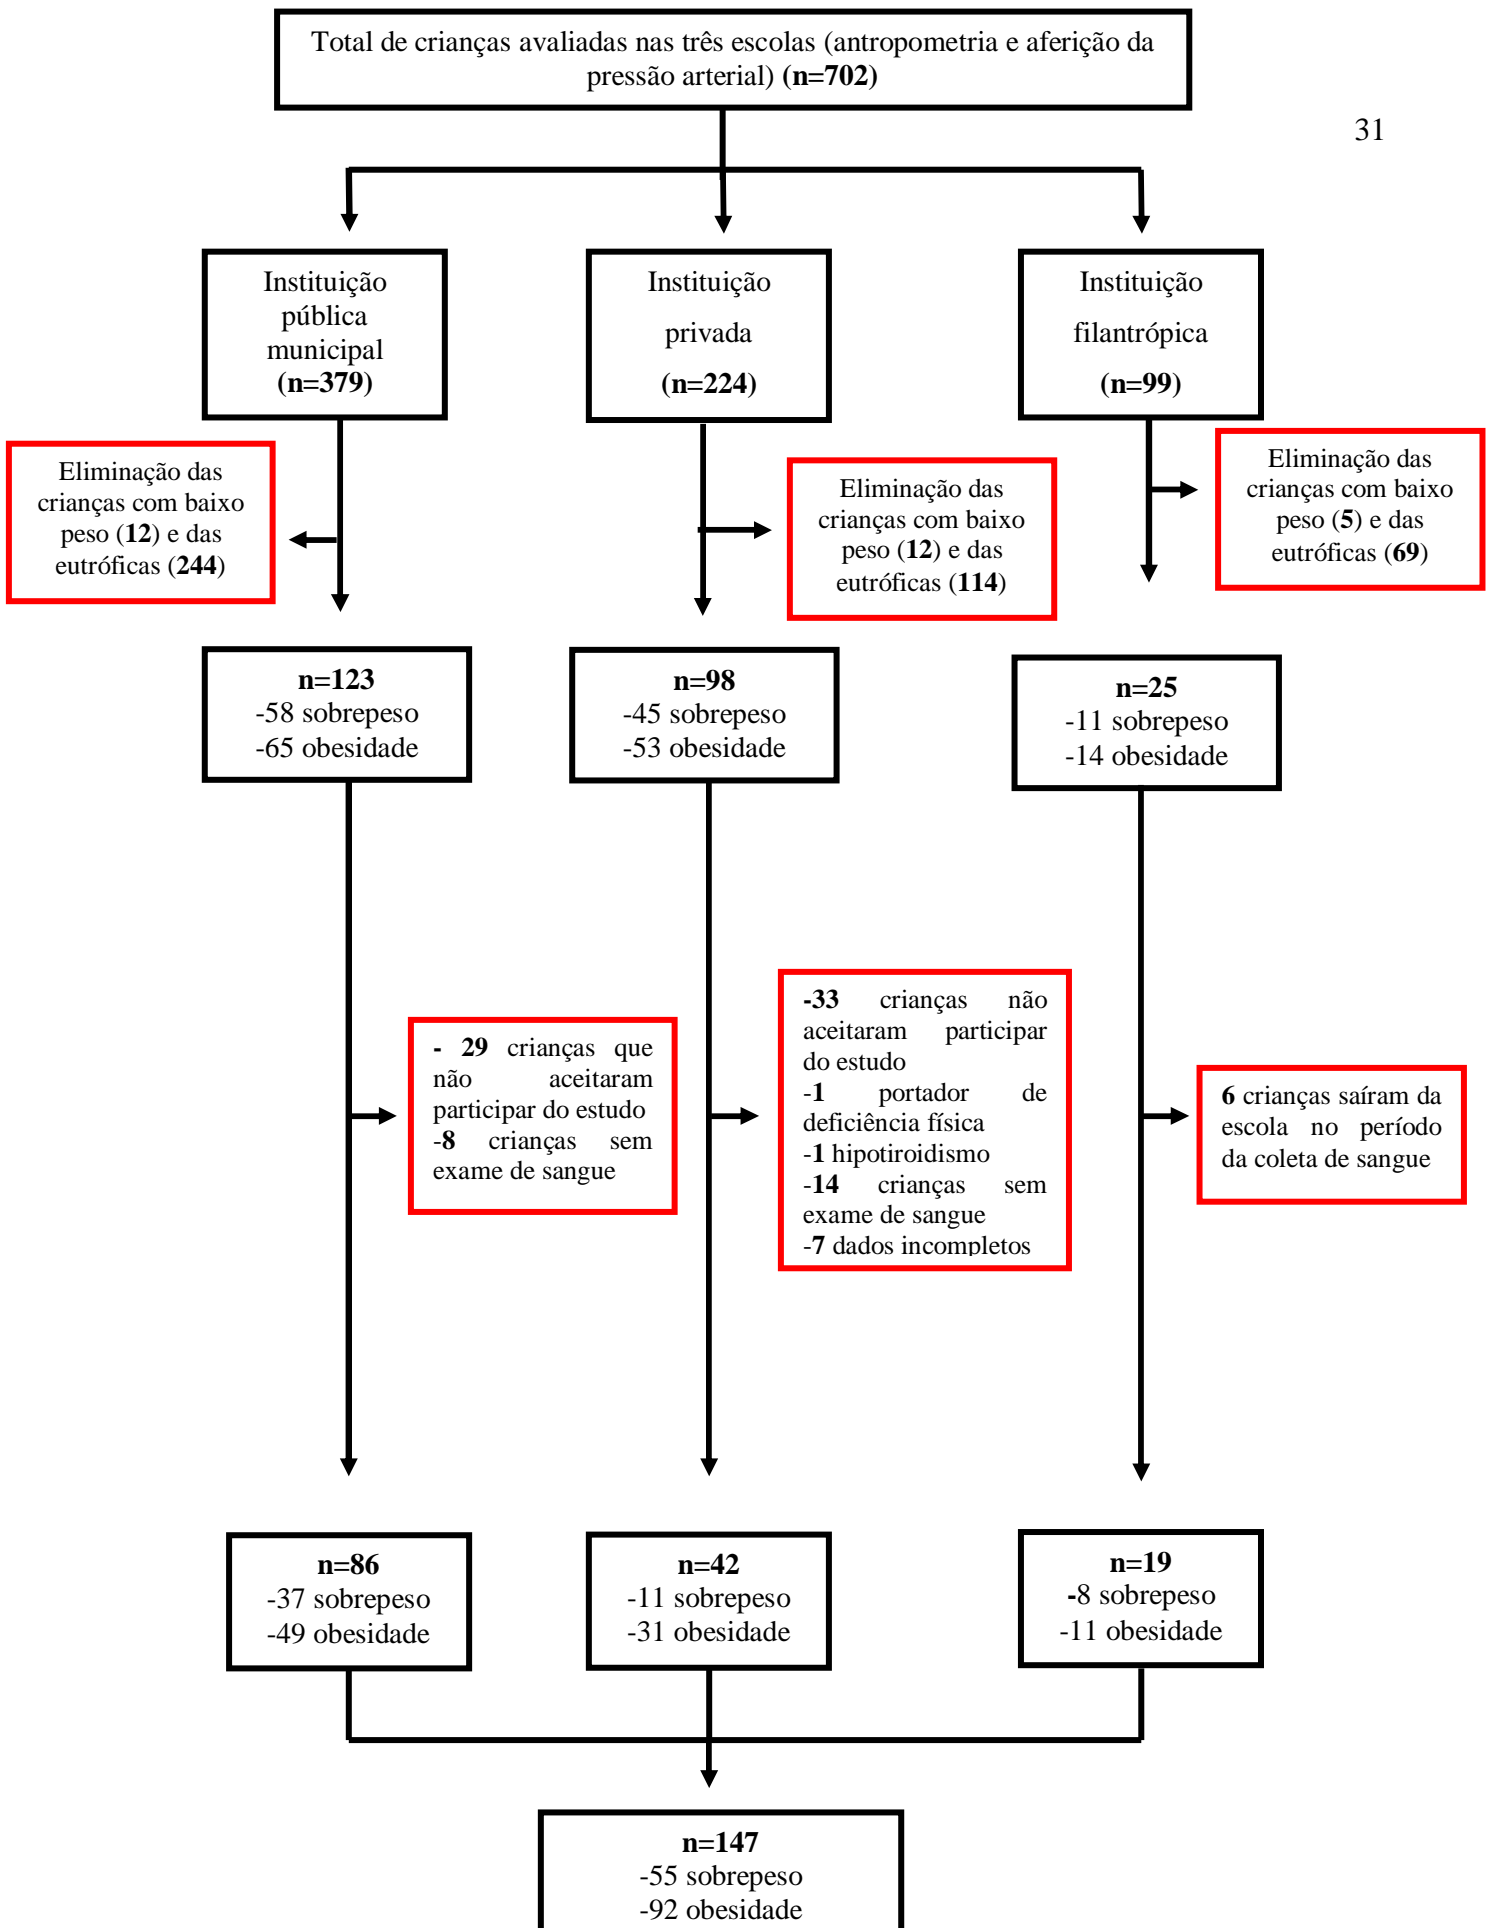 Total de crianças avaliadas nas três escolas (antropometria e aferição da
pressão arterial) (n=702)
31
Instituição
pública
municipal
(n=379)
Instituição
privada
(n=224)
Instituição
filantrópica
(n=99)
Eliminação das
crianças com baixo
peso (12) e das
eutróficas (244)
Eliminação das
crianças com baixo
peso (12) e das
eutróficas (114)
Eliminação das
crianças com baixo
peso (5) e das
eutróficas (69)
n=123
-58 sobrepeso
-65 obesidade
n=98
-45 sobrepeso
-53 obesidade
n=25
-11 sobrepeso
-14 obesidade
- 29 crianças que
não aceitaram
participar do estudo
-8 crianças sem
exame de sangue
-33 crianças não
aceitaram participar
do estudo
-1 portador de
deficiência física
-1 hipotiroidismo
-14 crianças sem
exame de sangue
-7 dados incompletos
6 crianças saíram da
escola no período
da coleta de sangue
n=86
-37 sobrepeso
-49 obesidade
n=42
-11 sobrepeso
-31 obesidade
n=19
-8 sobrepeso
-11 obesidade
n=147
-55 sobrepeso
-92 obesidade